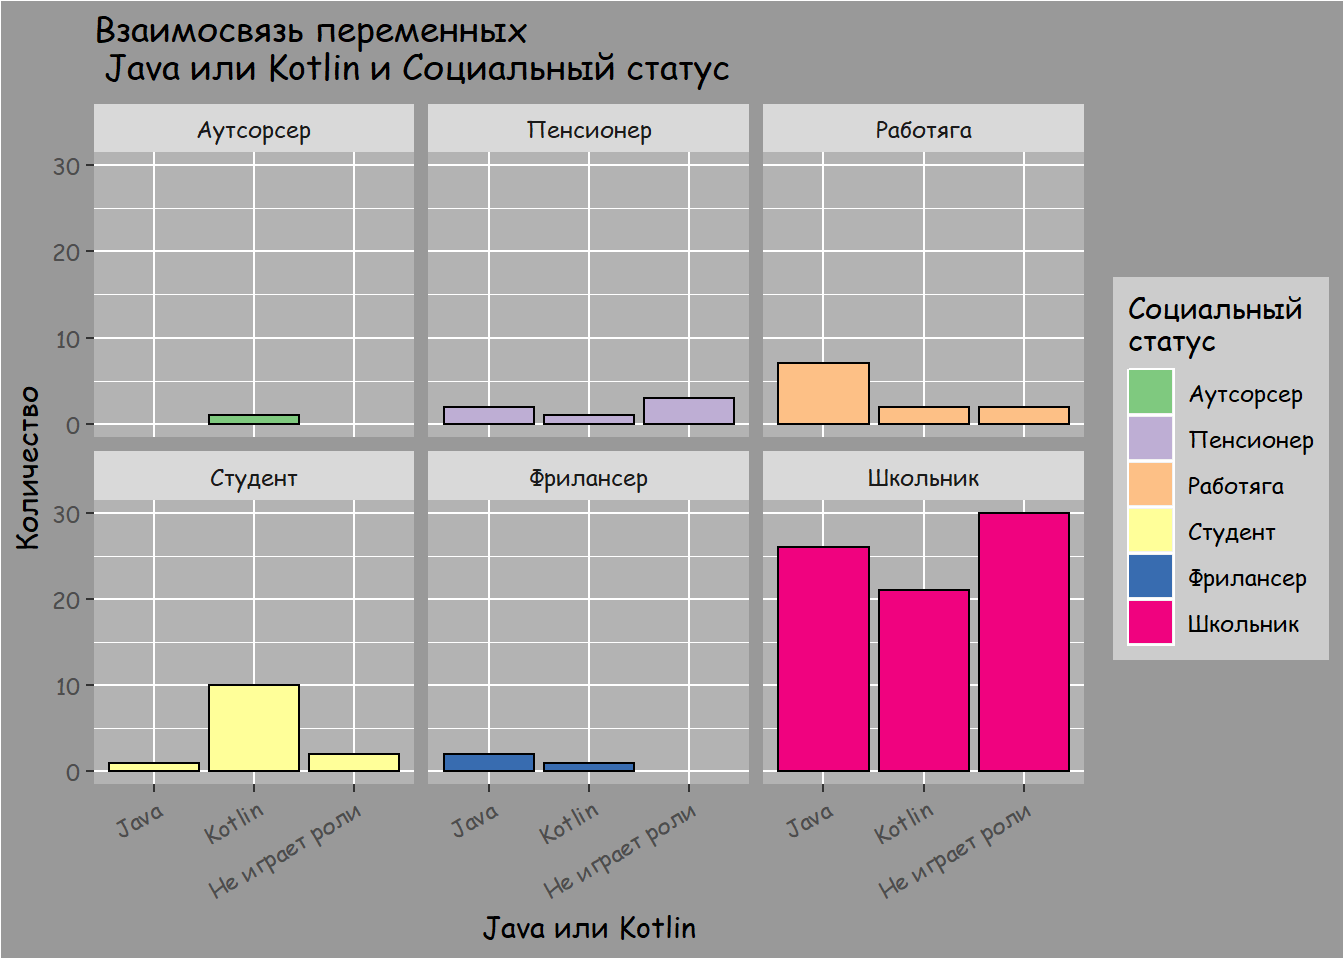 Взаимосвязь переменных
Java или Kotlin и Социальный статус
Аутсорсер
Пенсионер
Работяга
30
20
10
0
Количество
Студент
Фрилансер
Школьник
30
20
10
0
Java
Kotlin
Не играет роли
Java
Kotlin
Не играет роли
Java
Kotlin
Не играет роли
Java или Kotlin
Социальный
статус
Аутсорсер
Пенсионер
Работяга
Студент
Фрилансер
Школьник